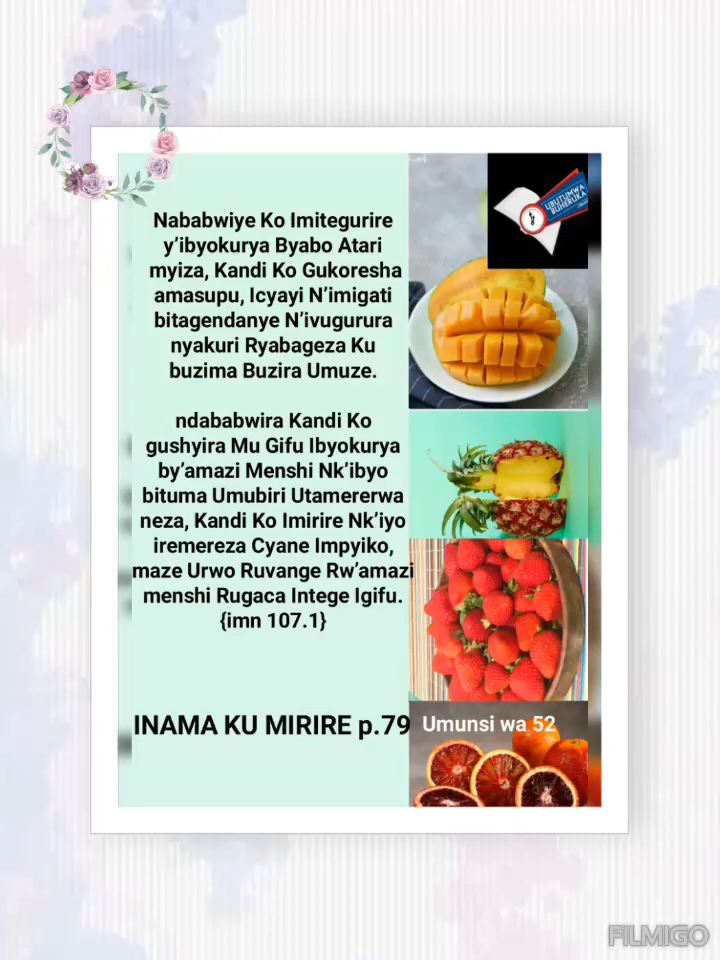 UBUTUMWA
BUHERUKA
Nababwiye Ko Imitegurire
y’ibyokurya Byabo Atari
myiza, Kandi Ko Gukoresha
amasupu, Icyayi N’imigati
bitagendanye N’ivugurura
nyakuri Ryabageza Ku
buzima Buzira Umuze.
ndababwira Kandi Ko
gushyira Mu Gifu Ibyokurya
by’amazi Menshi Nk’ibyo
bituma Umubiri Utamererwa
neza, Kandi Ko Imirire Nk’iyo
iremereza Cyane Impyiko,
maze Urwo Ruvange Rw’amazi
menshi Rugaca Intege Igifu.
{imn 107.1}
INAMA KU MIRIRE p.79
Umunsi wa 52
FILMIGO